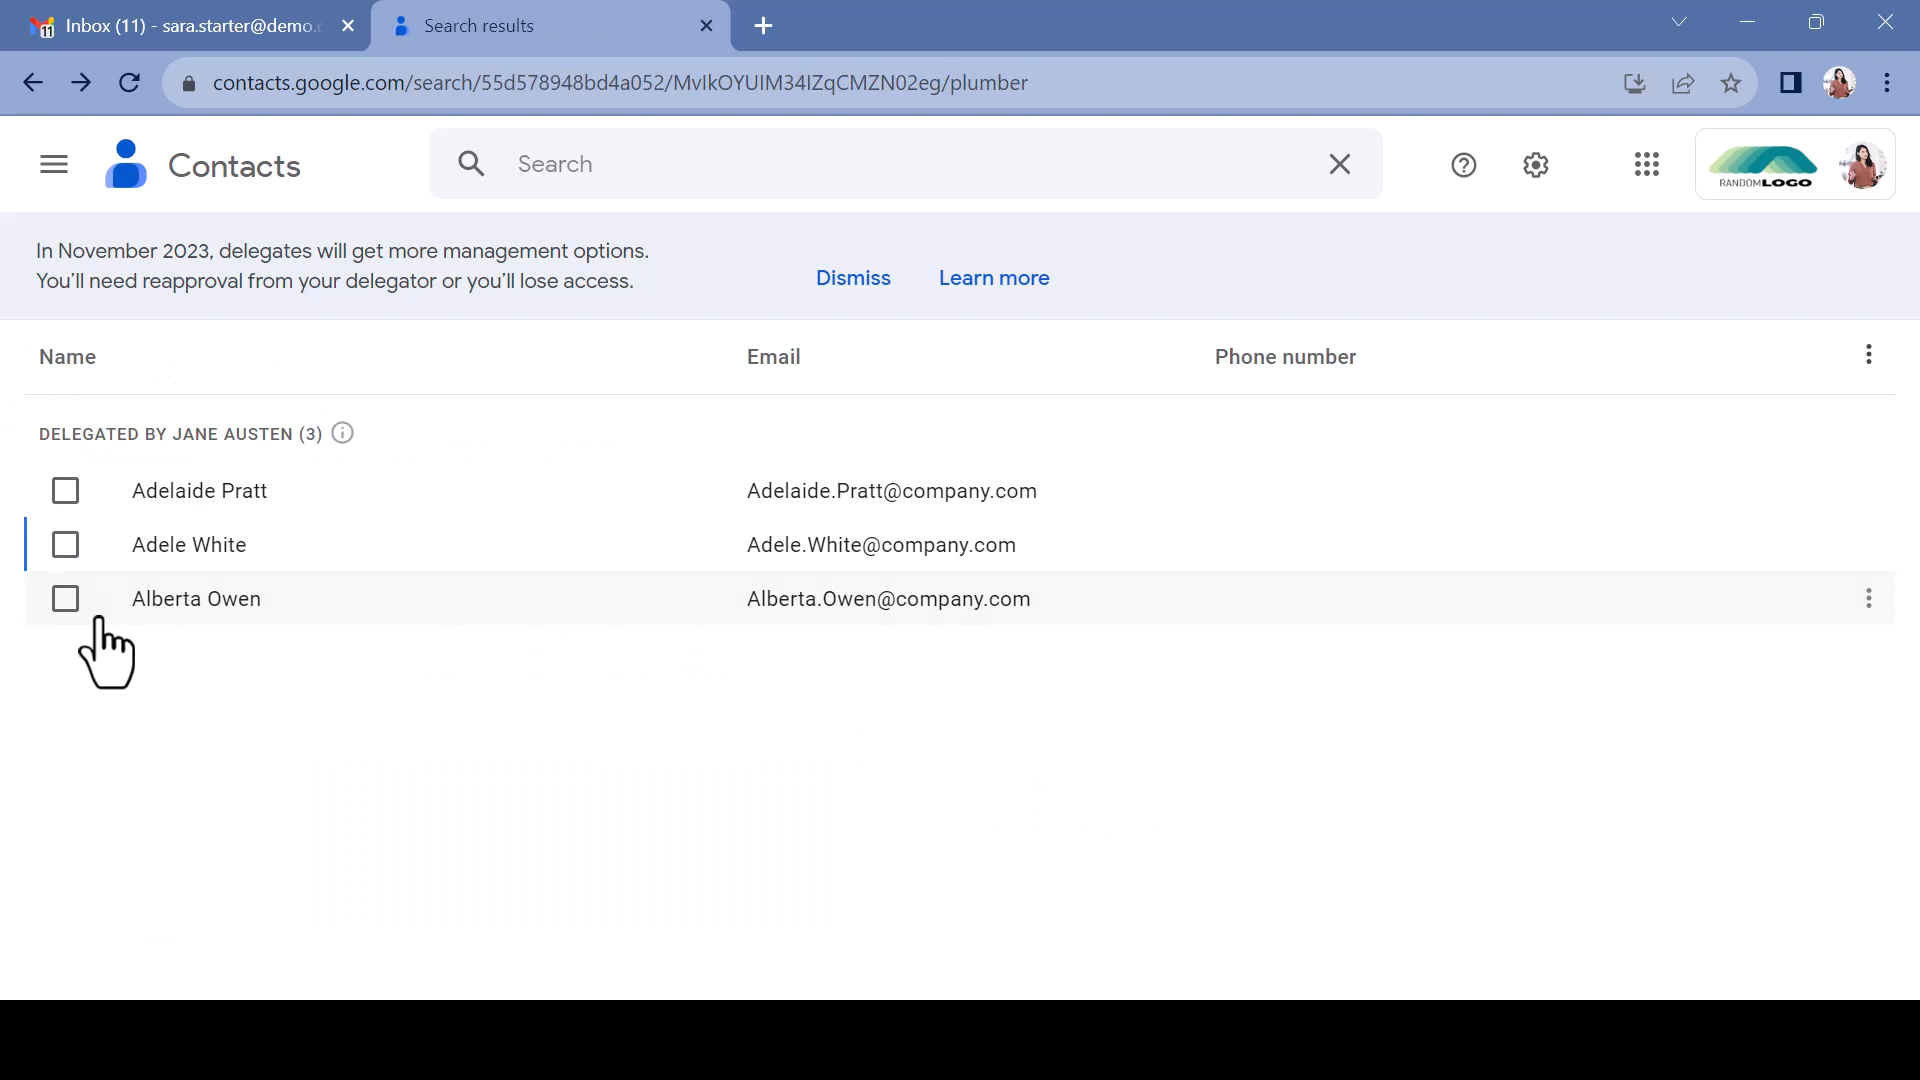 Inbox (11) - sara.starter@demo.
Search results
contacts.google.com/search/55d578948bd4a052/MvIkOYUIM34IZqCMZN02eg/plumber
Contacts
Search
RANDOMLOGO
In November 2023, delegates will get more management options.
You'll need reapproval from your delegator or you'll lose access.
Dismiss Learn more
Name Email Phone number
DELEGATED BY JANE AUSTEN (3)
Adelaide Pratt Adelaide.Pratt@company.com
Adele White Adele.White@company.com
Alberta Owen Alberta.Owen@company.com